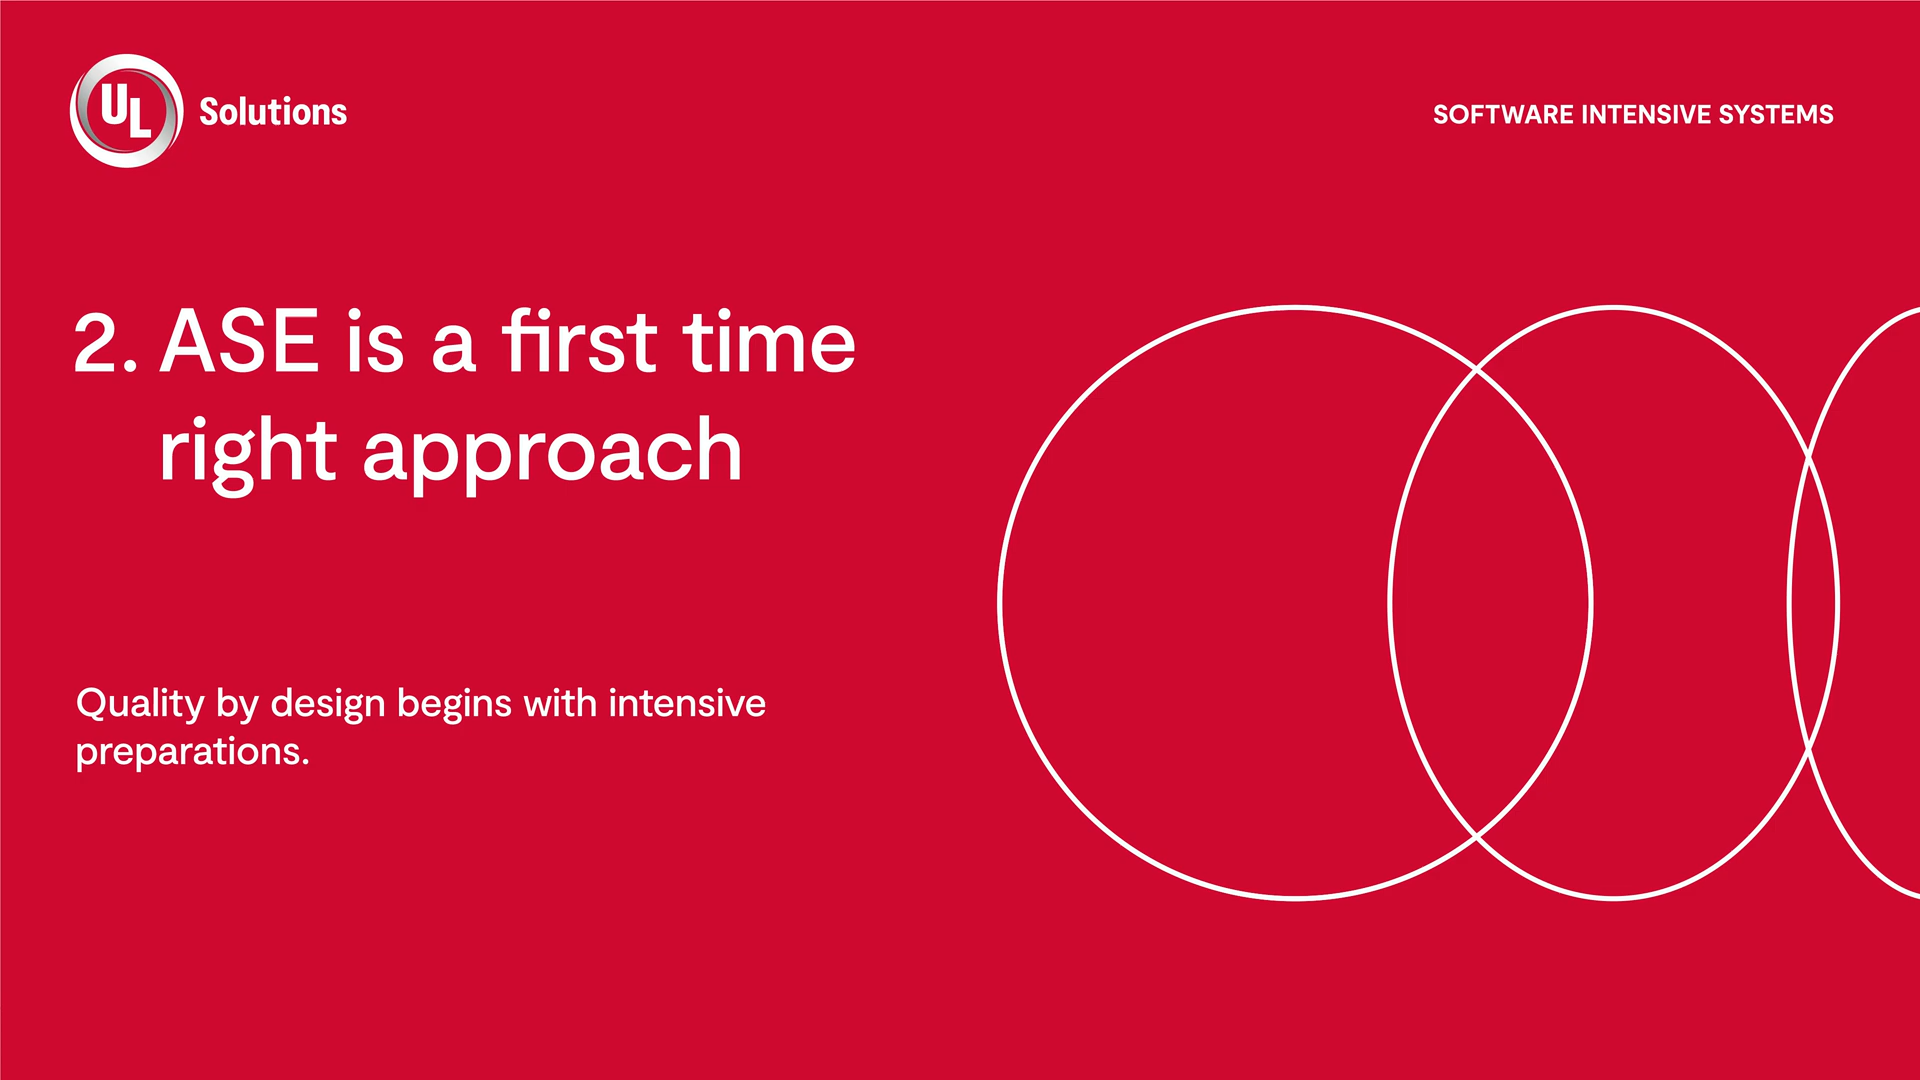 UL Solutions
SOFTWARE INTENSIVE SYSTEMS
2. ASE is a first time
right approach
Quality by design begins with intensive
preparations.